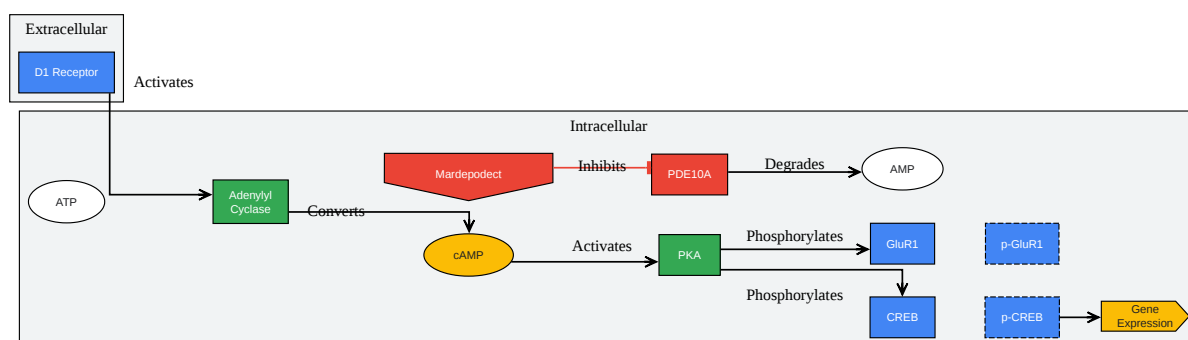 Extracellular
D1 Receptor
Activates
Intracellular
Mardepodect
Inhibits
PDE10A
Degrades
AMP
ATP
Adenylyl
Cyclase
Converts
cAMP
Activates
PKA
Phosphorylates
GluR1
p-GluR1
Phosphorylates
CREB
p-CREB
Gene
Expression